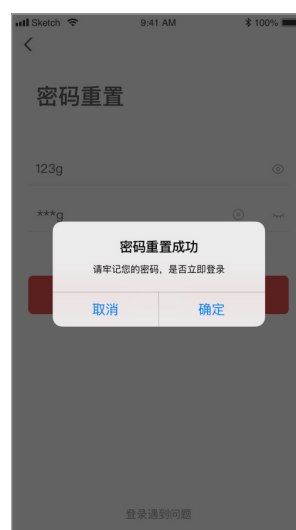 Sketch 9:41 AM 100%
密码重置
123g
***g
密码重置成功
请牢记您的密码，是否立即登录
取消 确定
登录遇到问题